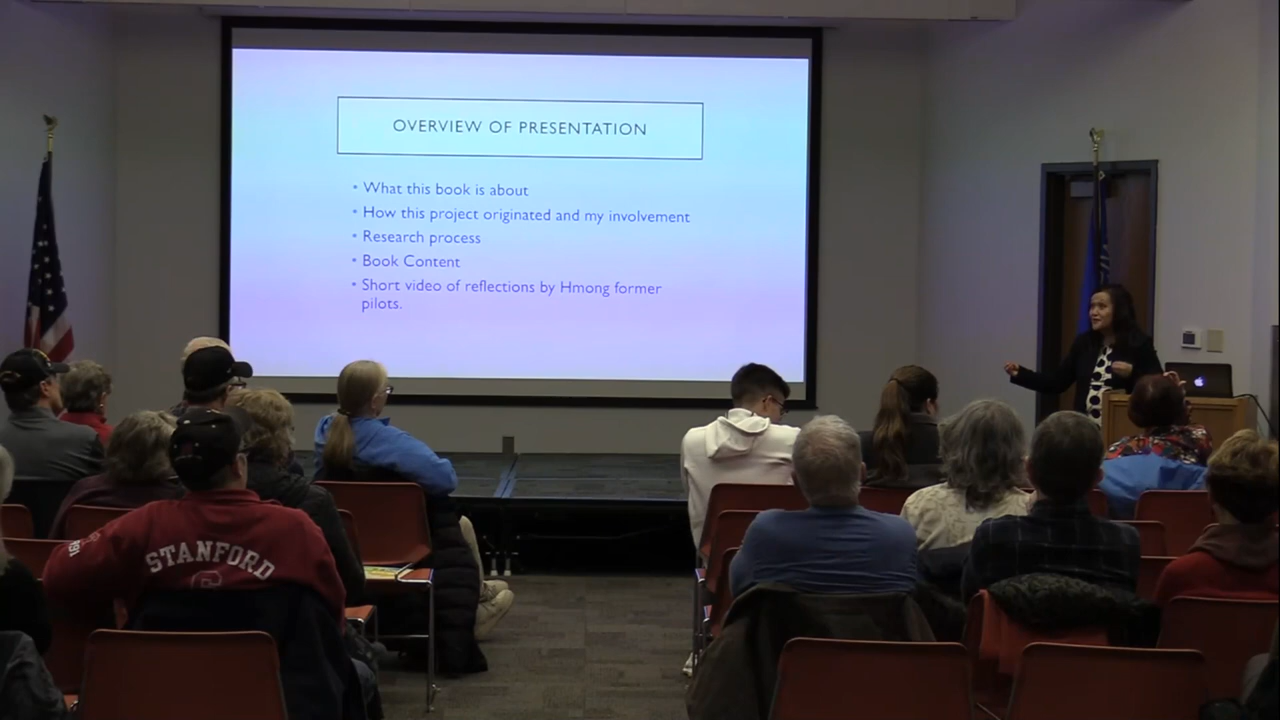 OVERVIEW OF PRESENTATION
• What this book is about
• How this project originated and my involvement
• Research process
• Book Content
• Short video of reflections by Hmong former
pilots.
STANFORD